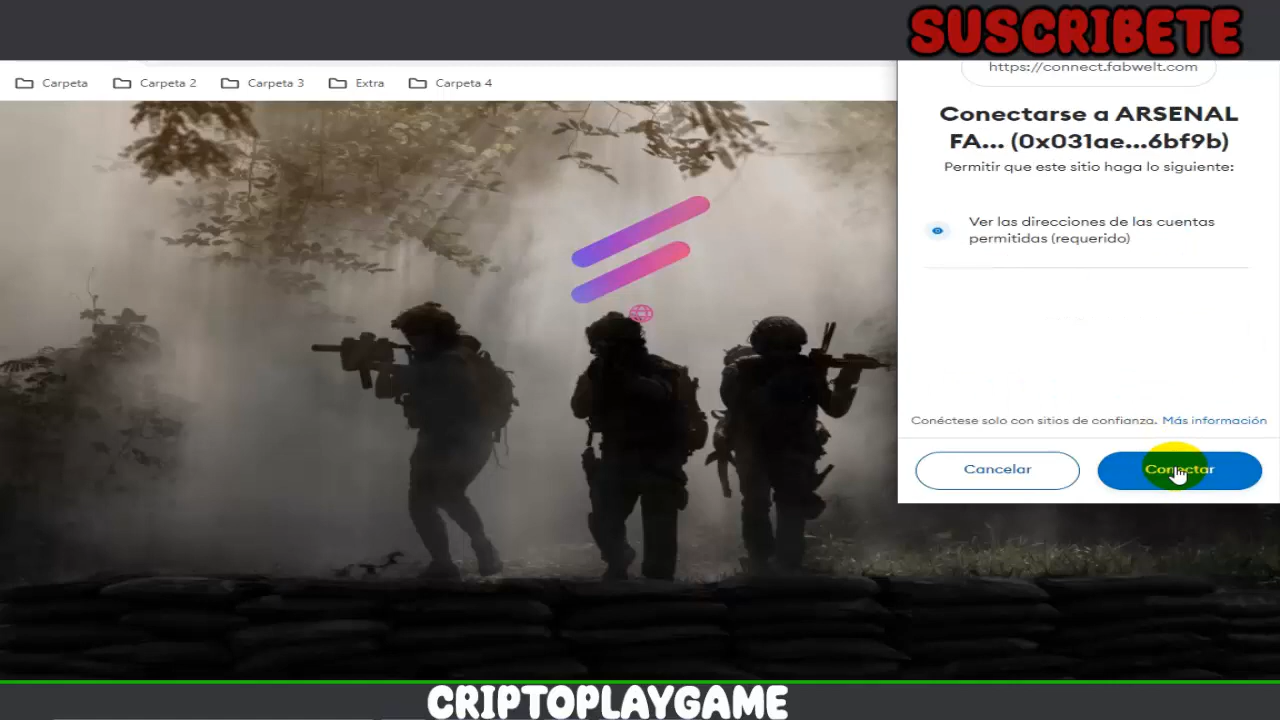 SUSCRIBETE
Carpeta
Carpeta 2
Carpeta 3
Extra
Carpeta 4
https://connect.fabwelt.com
Conectarse a ARSENAL
FA... (0x031ae...6bf9b)
Permitir que este sitio haga lo siguiente:
Ver las direcciones de las cuentas
permitidas (requerido)
Conéctese solo con sitios de confianza. Más información
Cancelar
Conectar
CRIPTOPLAYGAME